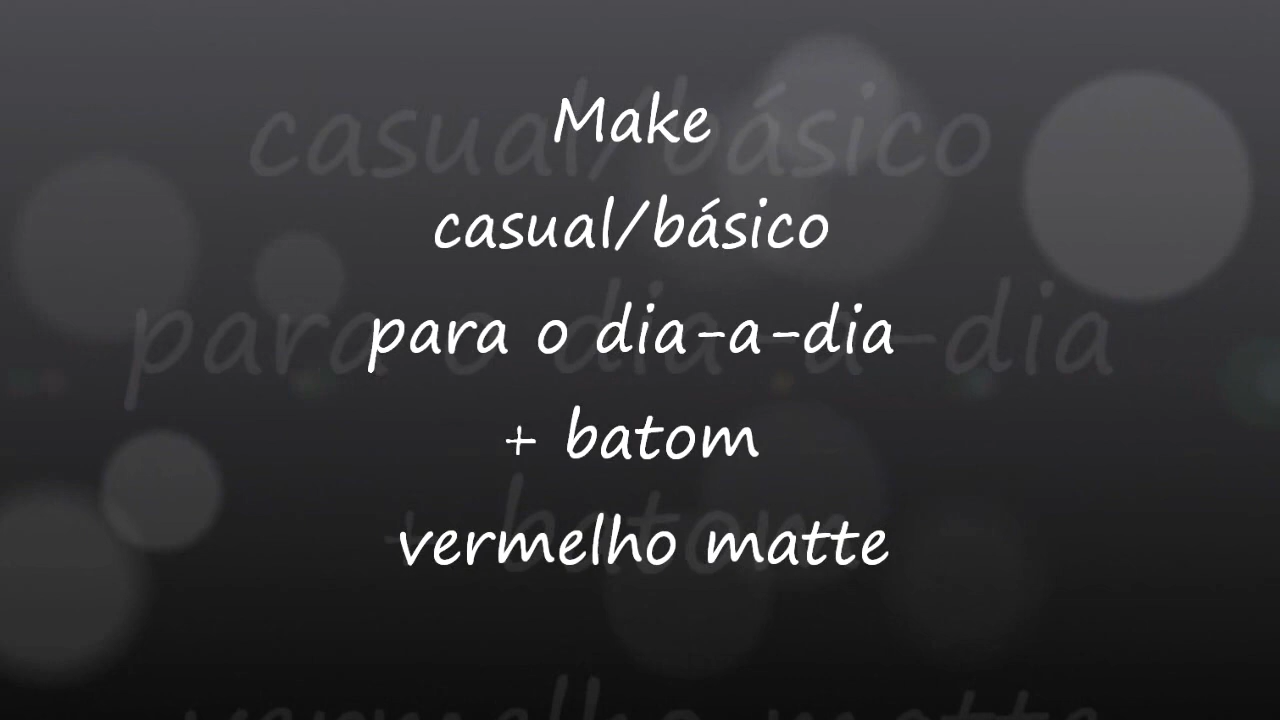 Make
casual/básico
para o dia-a-dia
+ batom
vermelho matte